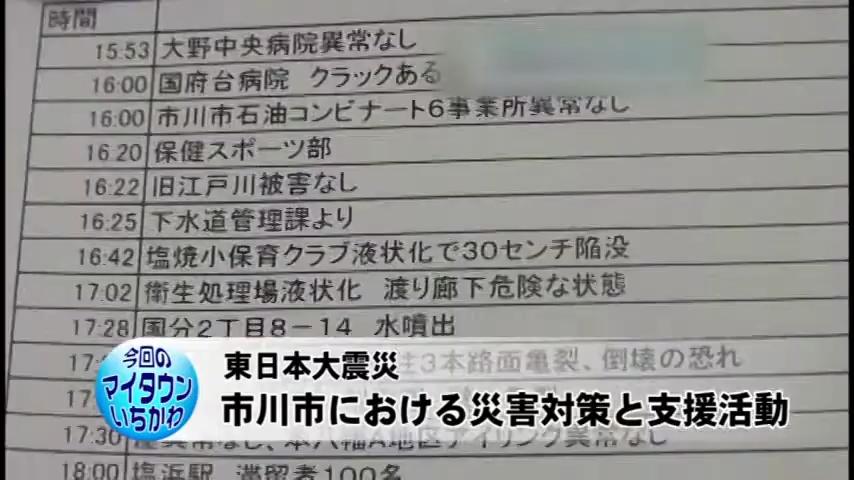 時間
15:53 大野中央病院異常なし
16:00 国府台病院 クラックある
16:00 市川市石油コンビナート6事業所異常なし
16:20 保健スポーツ部
16:22 旧江戸川被害なし
16:25 下水道管理課より
16:42 塩焼小保育クラブ液状化で30センチ陥没
17:02 衛生処理場液状化 渡り廊下危険な状態
17:28 国分2丁目8-14 水噴出
3本路面亀裂、倒壊の恐れ
今回の
マイタウン
いちかわ
東日本大震災
市川市における災害対策と支援活動
17:30
18:00 塩浜駅 滞留者100名